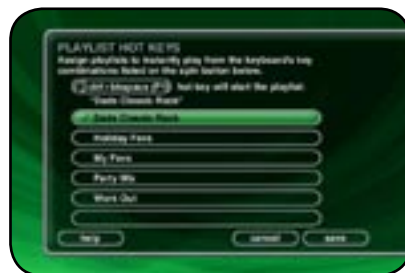 PLAYLIST HOT KEYS
Assign playlists to instantly play from the keyboard's key
combinations listed on the spin button below.
hot key will start the playlist
"Dads Classic Rock"
✓ Dads Classic Rock
Holiday Favs
My Favs
Party Mix
Work Out
help
cancel
save